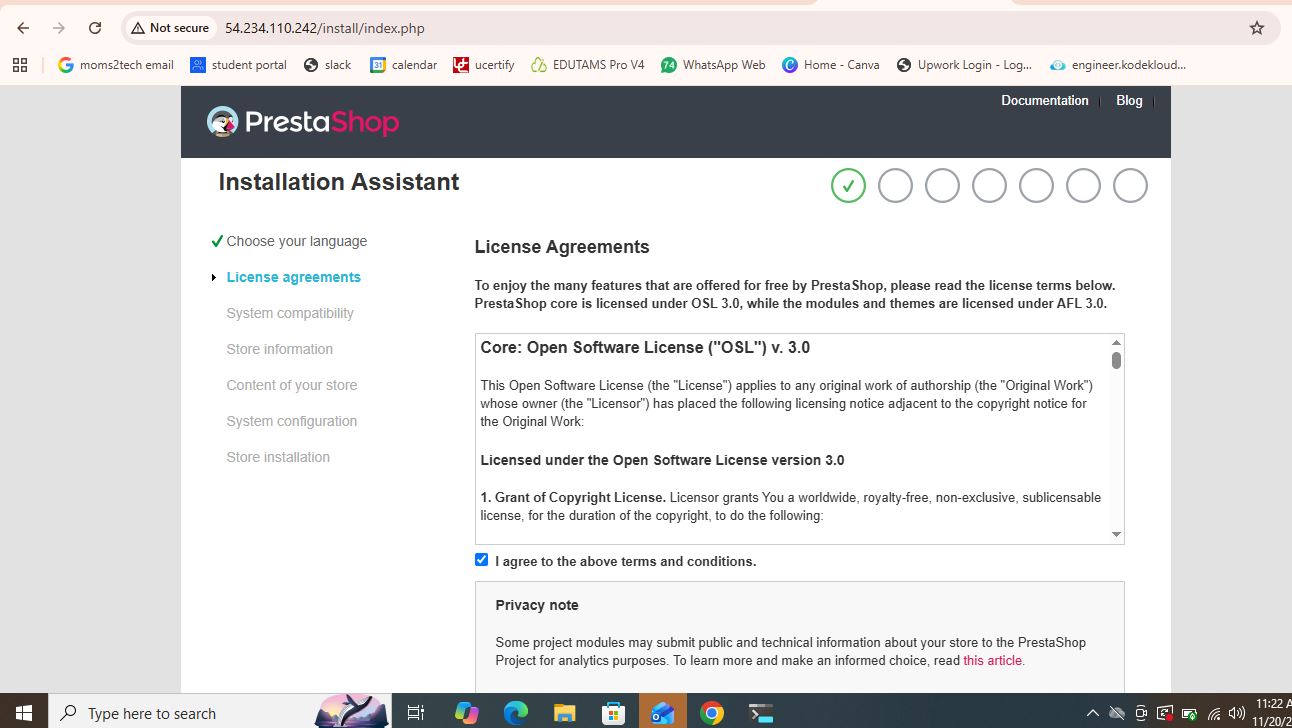 Not secure 54.234.110.242/install/index.php
moms2tech email student portal slack calendar ucertify EDUTAMS Pro V4 74 WhatsApp Web Home - Canva Upwork Login - Log... engineer.kodekloud...
31
Documentation Blog
PrestaShop
Installation Assistant
Choose your language
License agreements
System compatibility
Store information
Content of your store
System configuration
Store installation
License Agreements
To enjoy the many features that are offered for free by PrestaShop, please read the license terms below.
PrestaShop core is licensed under OSL 3.0, while the modules and themes are licensed under AFL 3.0.
Core: Open Software License ("OSL") v. 3.0
This Open Software License (the "License") applies to any original work of authorship (the "Original Work")
whose owner (the "Licensor") has placed the following licensing notice adjacent to the copyright notice for
the Original Work:
Licensed under the Open Software License version 3.0
1. Grant of Copyright License. Licensor grants You a worldwide, royalty-free, non-exclusive, sublicensable
license, for the duration of the copyright, to do the following:
I agree to the above terms and conditions.
Privacy note
Some project modules may submit public and technical information about your store to the PrestaShop
Project for analytics purposes. To learn more and make an informed choice, read this article.
Type here to search
11:22 A
11/20/2